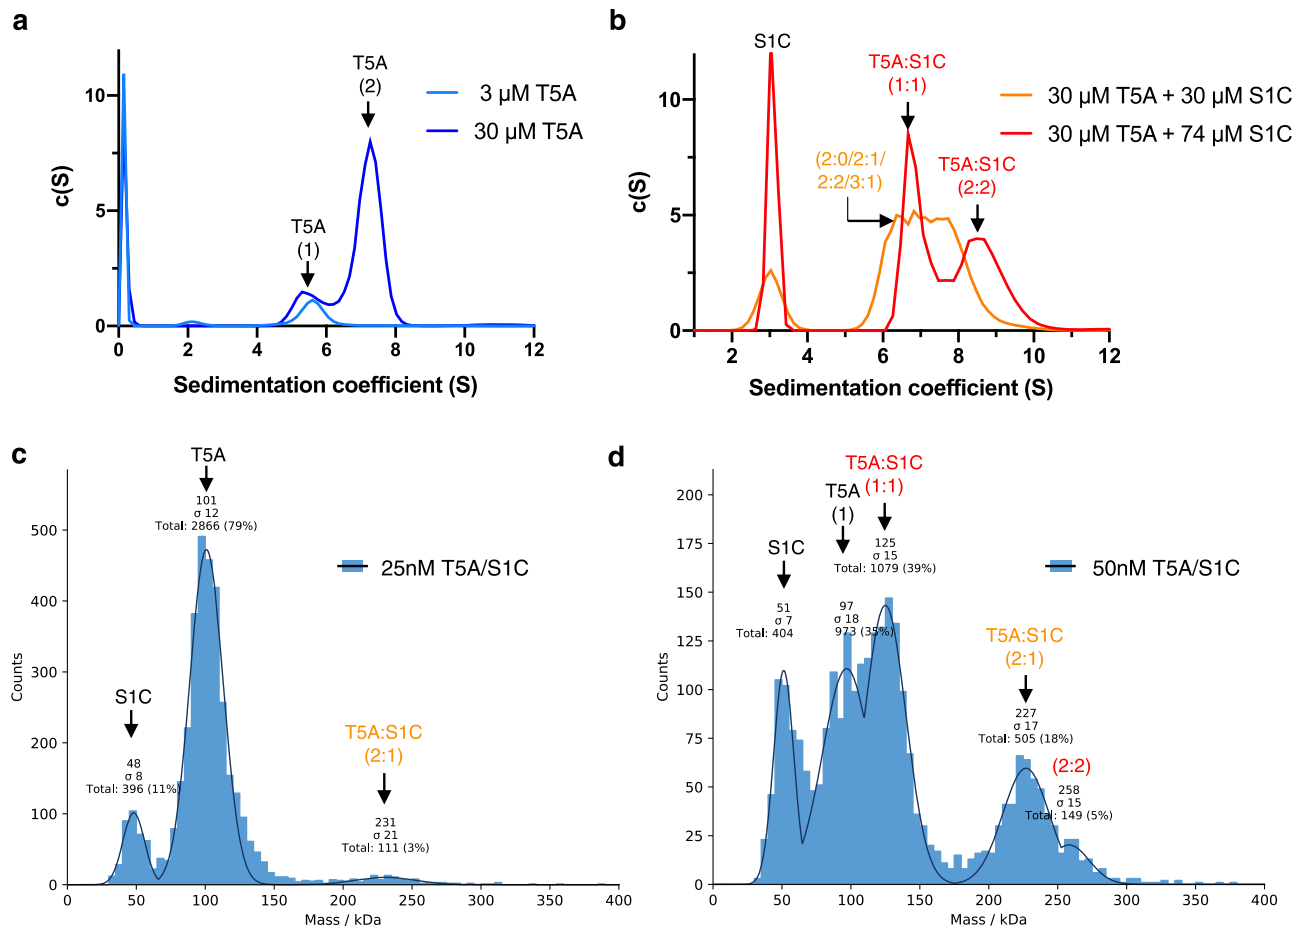 a
T5A
(2)
3 µM T5A
30 µM T5A
T5A
(1)
10
5
0
c(S)
0 2 4 6 8 10 12
Sedimentation coefficient (S)
b
S1C
T5A:S1C
(1:1)
30 µM T5A + 30 µM S1C
30 µM T5A + 74 µM S1C
(2:0/2:1/
2:2/3:1)
T5A:S1C
(2:2)
10
5
0
c(S)
2 4 6 8 10 12
Sedimentation coefficient (S)
c
T5A
101
σ 12
Total: 2866 (79%)
25nM T5A/S1C
S1C
48
σ 8
Total: 396 (11%)
T5A:S1C
(2:1)
231
σ 21
Total: 111 (3%)
500
400
300
200
100
0
Counts
0 50 100 150 200 250 300 350 400
Mass / kDa
d
T5A:S1C
(1:1)
T5A
(1)
S1C
125
σ 15
Total: 1079 (39%)
50nM T5A/S1C
51
σ 7
Total: 404
97
σ 18
973 (35%)
T5A:S1C
(2:1)
227
σ 17
Total: 505 (18%)
(2:2)
258
σ 15
Total: 149 (5%)
200
175
150
125
100
75
50
25
0
Counts
0 50 100 150 200 250 300 350 400
Mass / kDa